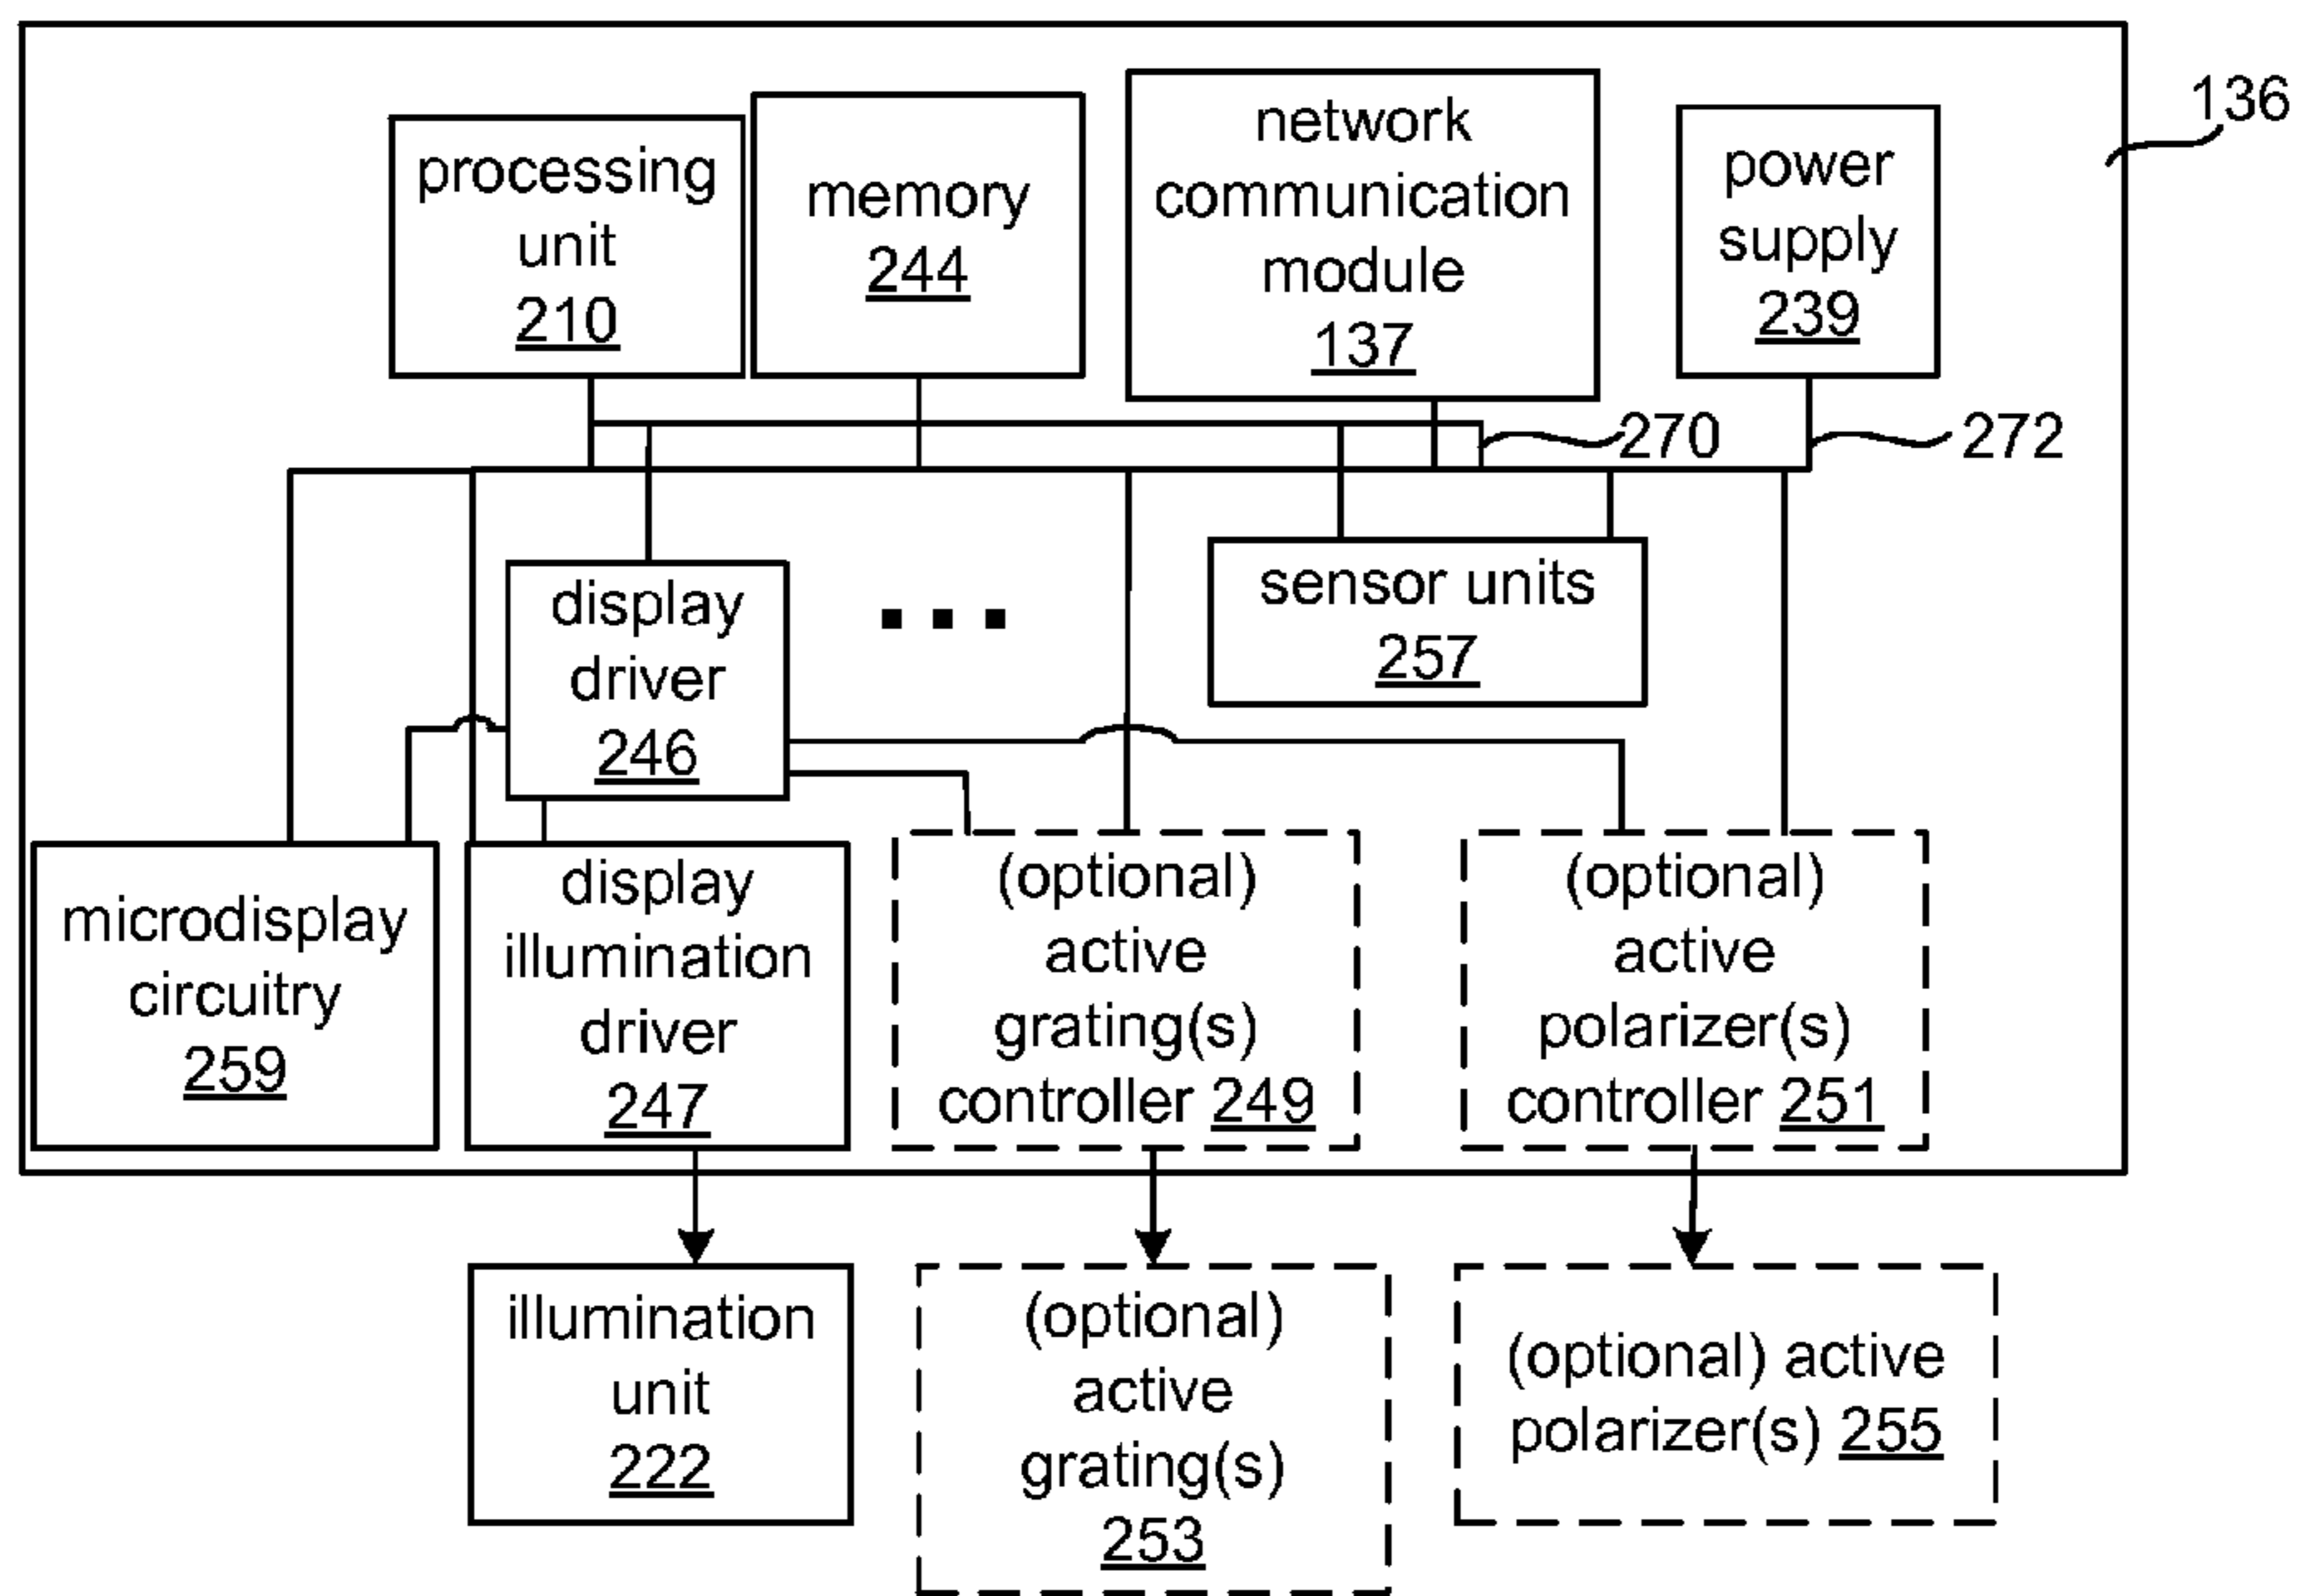 136
processing
unit
210
memory
244
network
communication
module
137
power
supply
239
270
272
display
driver
246
...
sensor units
257
microdisplay
circuitry
259
display
illumination
driver
247
(optional)
active
grating(s)
controller 249
(optional)
active
polarizer(s)
controller 251
illumination
unit
222
(optional)
active
grating(s)
253
(optional) active
polarizer(s) 255